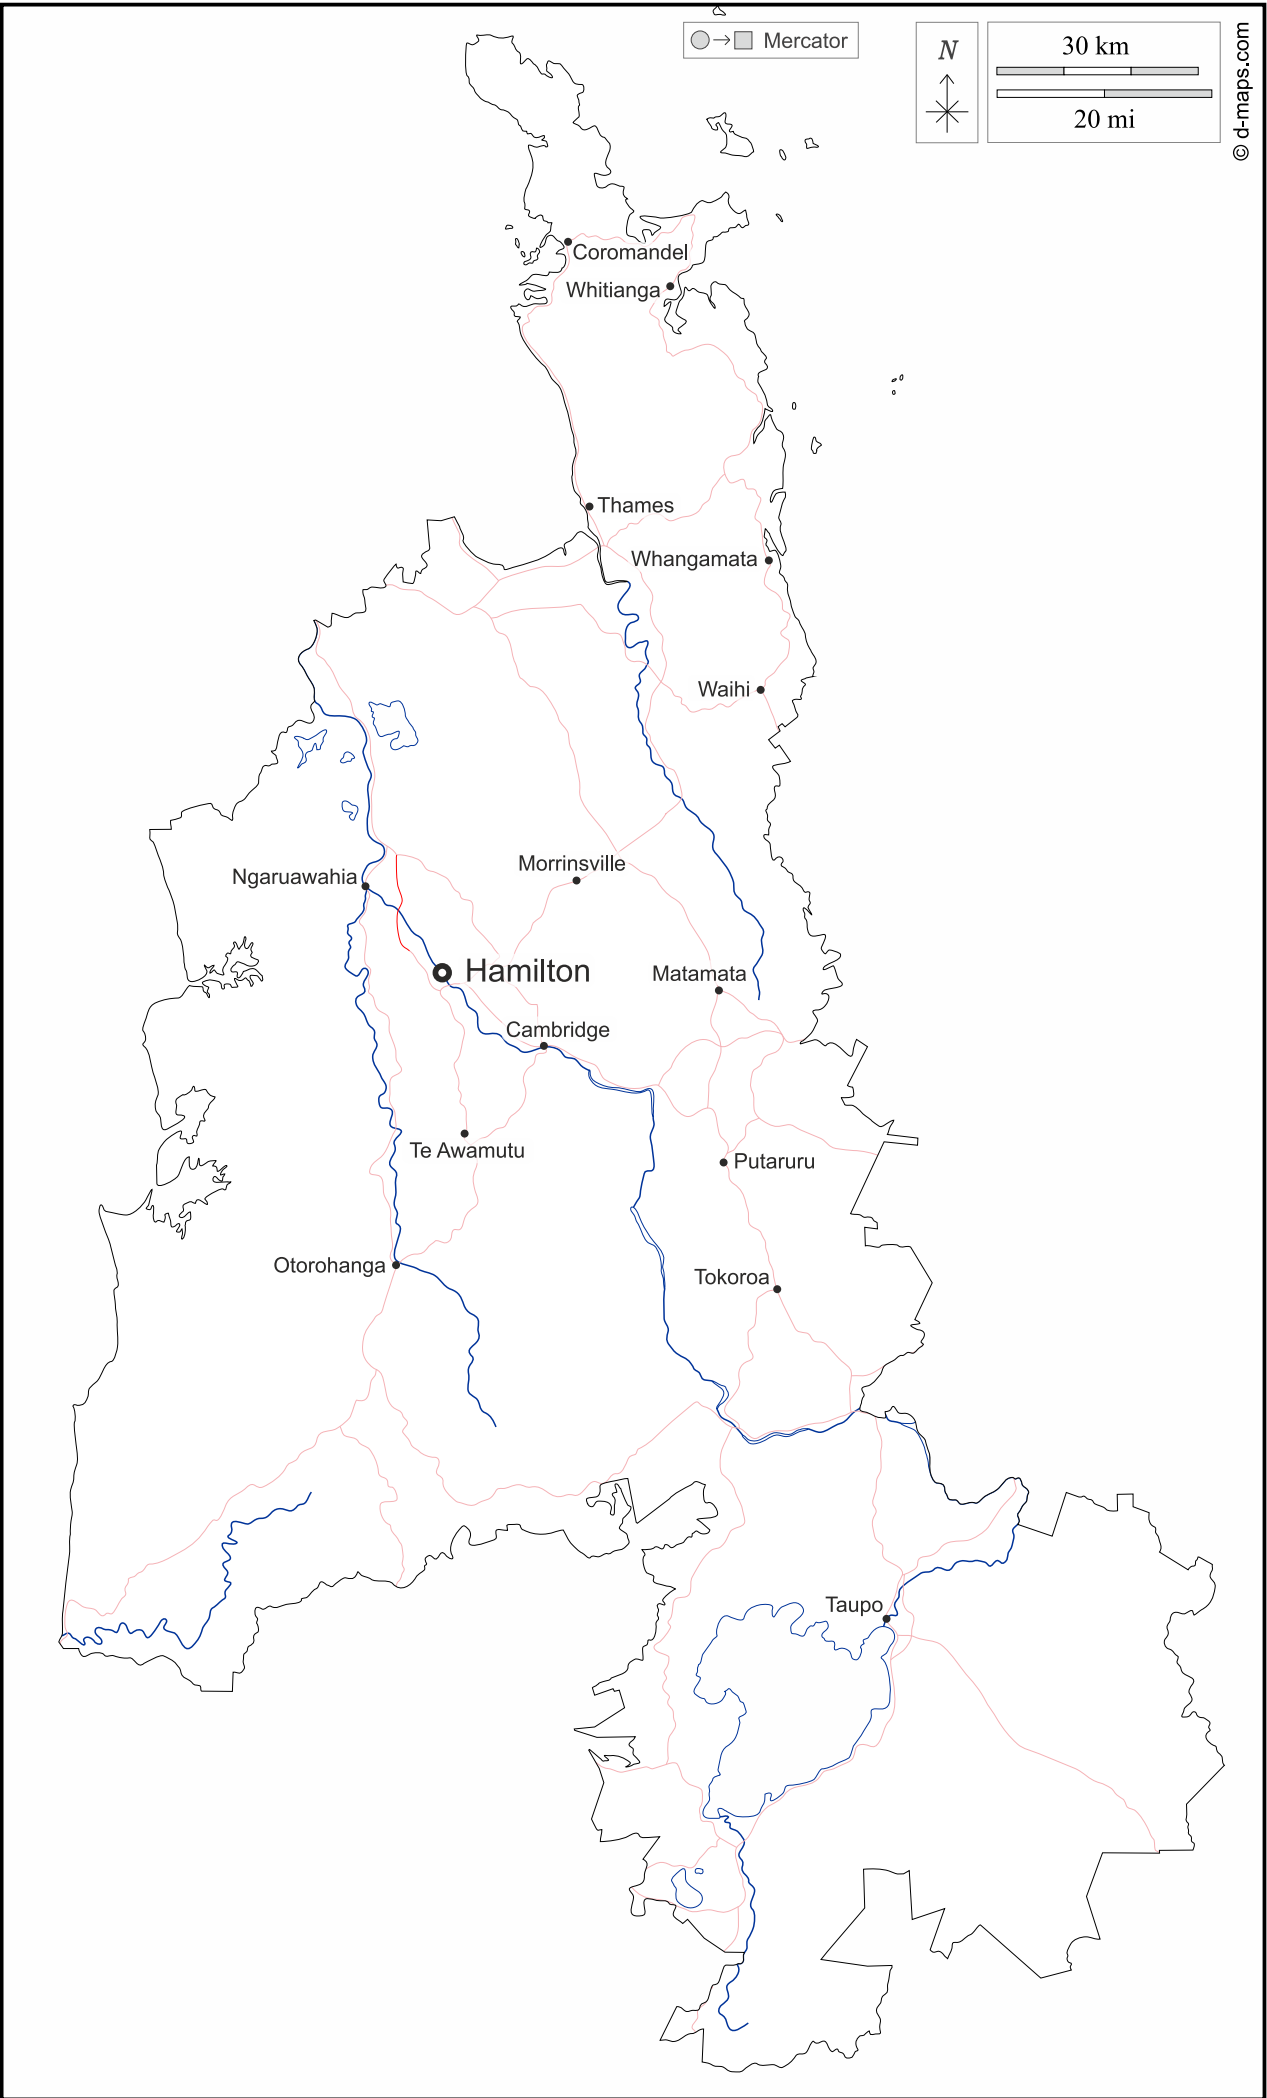 Mercator
N
30 km
20 mi
© d-maps.com
Coromandel
Whitianga
Thames
Whangamata
Waihi
Morrinsville
Ngaruawahia
Hamilton
Matamata
Cambridge
Te Awamutu
Putaruru
Otorohanga
Tokoroa
Taupo